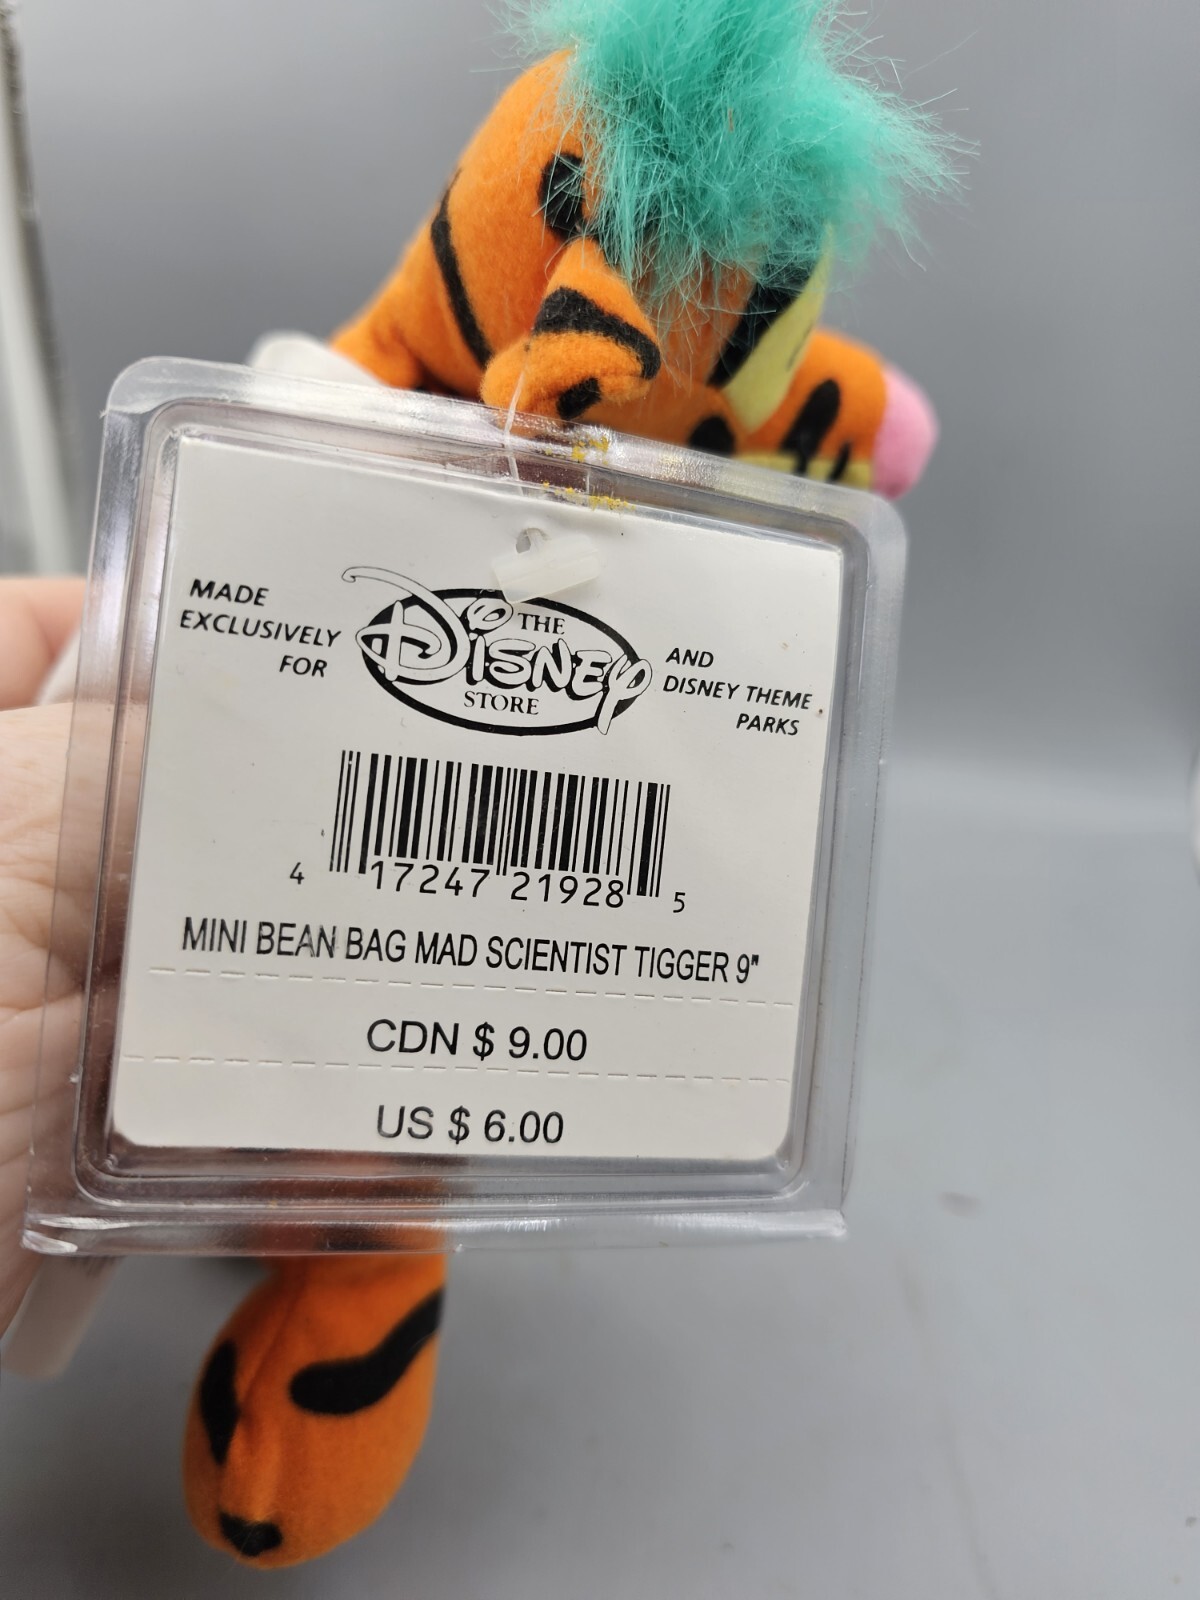 MADE
EXCLUSIVELY
FOR
THE
Disney
STORE
AND
DISNEY THEME
PARKS
4 17247 21928 5
MINI BEAN BAG MAD SCIENTIST TIGGER 9"
CDN $ 9.00
US $ 6.00